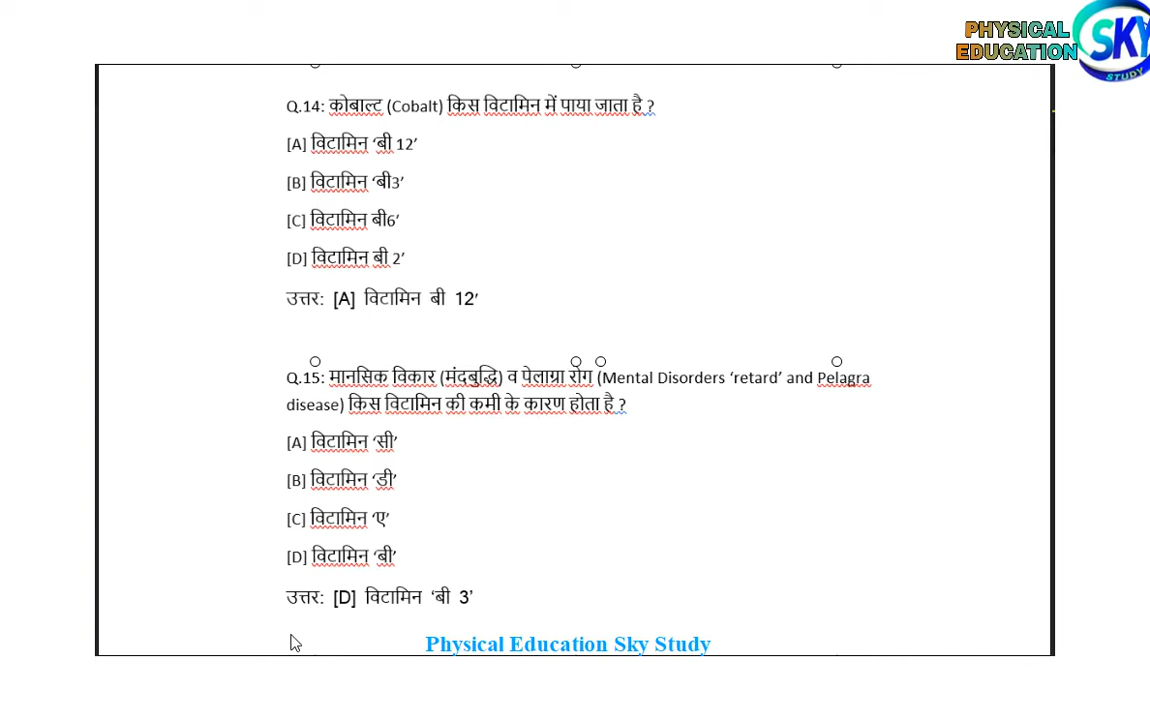 PHYSICAL
EDUCATION
SKY
STUDY
Q.14: कोबाल्ट (Cobalt) किस विटामिन में पाया जाता है ?
[A] विटामिन ‘बी 12’
[B] विटामिन ‘बी3’
[C] विटामिन बी6’
[D] विटामिन बी 2’
उत्तर: [A] विटामिन बी 12’
Q.15: मानसिक विकार (मंदबुद्धि) व पेलाग्रा रोग (Mental Disorders ‘retard’ and Pelagra
disease) किस विटामिन की कमी के कारण होता है ?
[A] विटामिन ‘सी’
[B] विटामिन ‘डी’
[C] विटामिन ‘ए’
[D] विटामिन ‘बी’
उत्तर: [D] विटामिन ‘बी 3’
Physical Education Sky Study